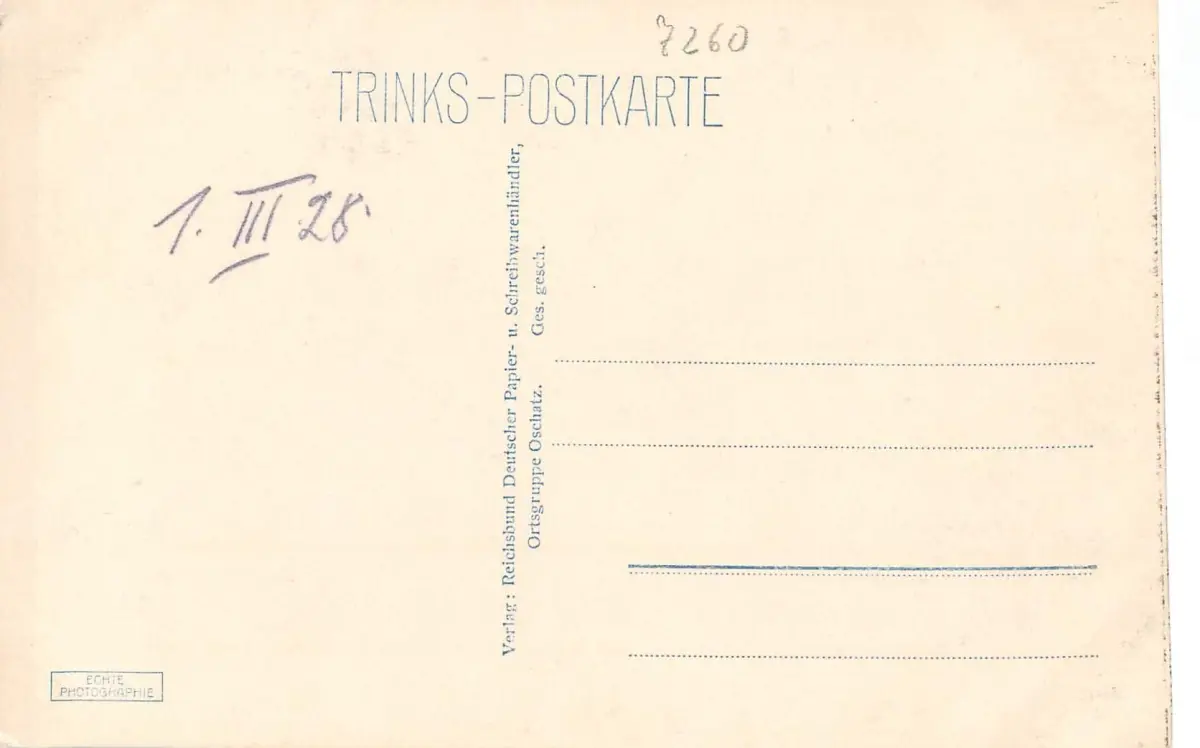 7260
TRINKS-POSTKARTE
1. III 28
Verlag: Reichsbund Deutscher Papier- u. Schreibwarenhändler,
Ortsgruppe Oschatz. Ges. gesch.
ECHTE
PHOTOGRAPHIE